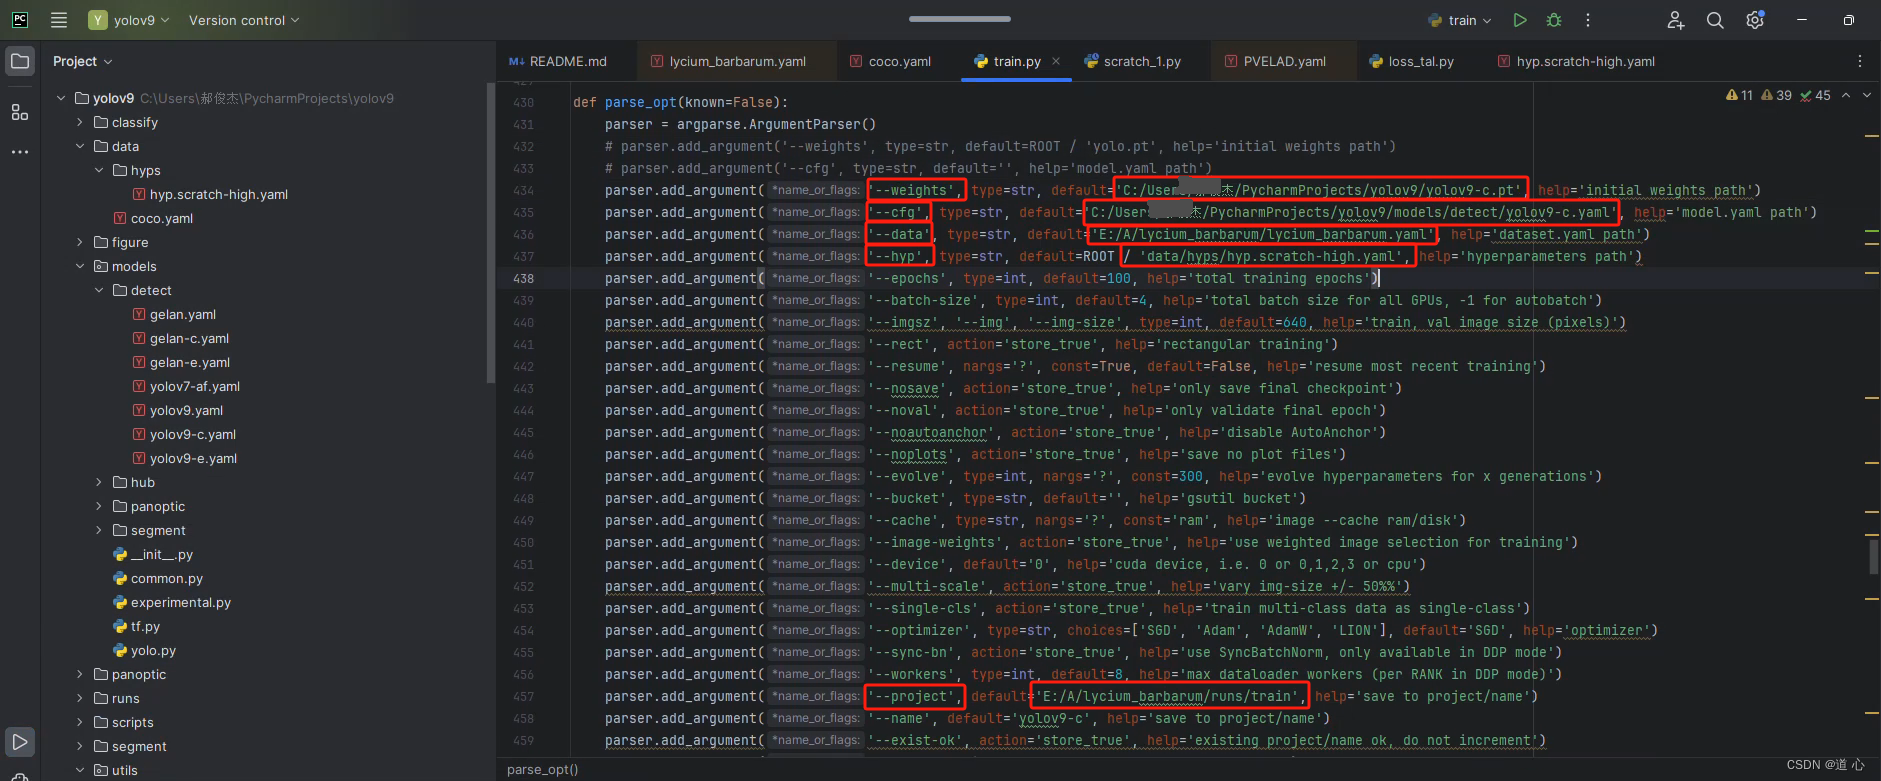 PC
Y yolov9 Version control train
Project
README.md lycium_barbarum.yaml coco.yaml train.py scratch_1.py PVELAD.yaml loss_tal.py hyp.scratch-high.yaml
yolov9 C:\Users\郝俊杰\PycharmProjects\yolov9
classify
data
hyps
hyp.scratch-high.yaml
coco.yaml
figure
models
detect
gelan.yaml
gelan-c.yaml
gelan-e.yaml
yolov7-af.yaml
yolov9.yaml
yolov9-c.yaml
yolov9-e.yaml
hub
panoptic
segment
__init__.py
common.py
experimental.py
tf.py
yolo.py
panoptic
runs
scripts
segment
utils
11 39 45
430 def parse_opt(known=False):
431 parser = argparse.ArgumentParser()
432 # parser.add_argument('--weights', type=str, default=ROOT / 'yolo.pt', help='initial weights path')
433 # parser.add_argument('--cfg', type=str, default='', help='model.yaml path')
434 parser.add_argument( *name_or_flags: '--weights', type=str, default='C:/Users 杰/PycharmProjects/yolov9/yolov9-c.pt', help='initial weights path')
435 parser.add_argument( *name_or_flags: '--cfg', type=str, default='C:/Users 杰/PycharmProjects/yolov9/models/detect/yolov9-c.yaml', help='model.yaml path')
436 parser.add_argument( *name_or_flags: '--data', type=str, default='E:/A/lycium_barbarum/lycium_barbarum.yaml', help='dataset.yaml path')
437 parser.add_argument( *name_or_flags: '--hyp', type=str, default=ROOT / 'data/hyps/hyp.scratch-high.yaml', help='hyperparameters path')
438 parser.add_argument( *name_or_flags: '--epochs', type=int, default=100, help='total training epochs')
439 parser.add_argument( *name_or_flags: '--batch-size', type=int, default=4, help='total batch size for all GPUs, -1 for autobatch')
440 parser.add_argument( *name_or_flags: '--imgsz', '--img', '--img-size', type=int, default=640, help='train, val image size (pixels)')
441 parser.add_argument( *name_or_flags: '--rect', action='store_true', help='rectangular training')
442 parser.add_argument( *name_or_flags: '--resume', nargs='?', const=True, default=False, help='resume most recent training')
443 parser.add_argument( *name_or_flags: '--nosave', action='store_true', help='only save final checkpoint')
444 parser.add_argument( *name_or_flags: '--noval', action='store_true', help='only validate final epoch')
445 parser.add_argument( *name_or_flags: '--noautoanchor', action='store_true', help='disable AutoAnchor')
446 parser.add_argument( *name_or_flags: '--noplots', action='store_true', help='save no plot files')
447 parser.add_argument( *name_or_flags: '--evolve', type=int, nargs='?', const=300, help='evolve hyperparameters for x generations')
448 parser.add_argument( *name_or_flags: '--bucket', type=str, default='', help='gsutil bucket')
449 parser.add_argument( *name_or_flags: '--cache', type=str, nargs='?', const='ram', help='image --cache ram/disk')
450 parser.add_argument( *name_or_flags: '--image-weights', action='store_true', help='use weighted image selection for training')
451 parser.add_argument( *name_or_flags: '--device', default='0', help='cuda device, i.e. 0 or 0,1,2,3 or cpu')
452 parser.add_argument( *name_or_flags: '--multi-scale', action='store_true', help='vary img-size +/- 50%%')
453 parser.add_argument( *name_or_flags: '--single-cls', action='store_true', help='train multi-class data as single-class')
454 parser.add_argument( *name_or_flags: '--optimizer', type=str, choices=['SGD', 'Adam', 'AdamW', 'LION'], default='SGD', help='optimizer')
455 parser.add_argument( *name_or_flags: '--sync-bn', action='store_true', help='use SyncBatchNorm, only available in DDP mode')
456 parser.add_argument( *name_or_flags: '--workers', type=int, default=8, help='max dataloader workers (per RANK in DDP mode)')
457 parser.add_argument( *name_or_flags: '--project', default='E:/A/lycium_barbarum/runs/train', help='save to project/name')
458 parser.add_argument( *name_or_flags: '--name', default='yolov9-c', help='save to project/name')
459 parser.add_argument( *name_or_flags: '--exist-ok', action='store_true', help='existing project/name ok, do not increment')
parse_opt()
CSDN @道 心